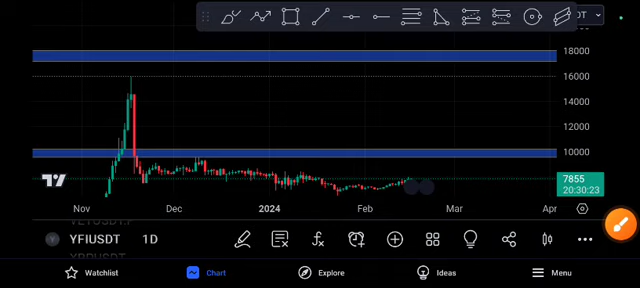 DT
18000
16000
14000
12000
10000
7855
20:30:23
Nov Dec 2024 Feb Mar Apr
YFIUSDT 1D
Watchlist Chart Explore Ideas Menu